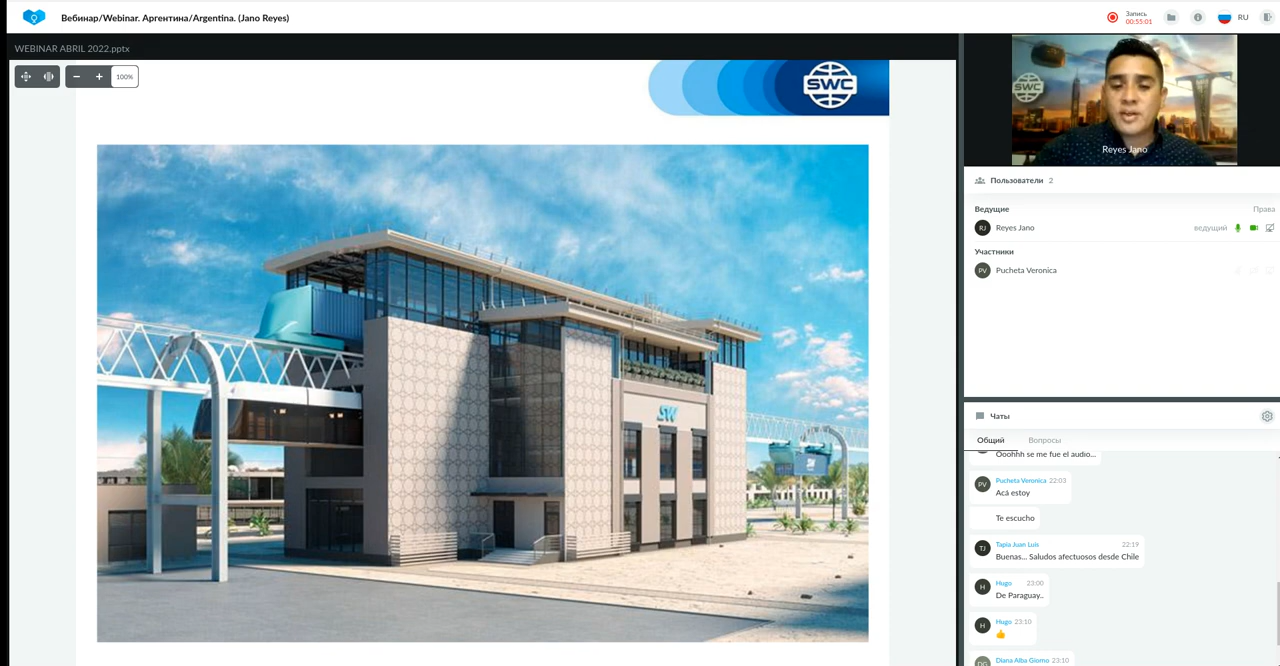 Вебинар/Webinar. Аргентина/Argentina. (Jano Reyes)
Запись
00:55:01
RU
WEBINAR ABRIL 2022.pptx
100%
SWC
SW
SWC
Reyes Jano
Пользователи 2
Ведущие Права
RJ Reyes Jano ведущий
Участники
PV Pucheta Veronica
Чаты
Общий Вопросы
Ooohhh se me fue el audio...
PV Pucheta Veronica 22:03
Acá estoy
Te escucho
TJ Tapia Juan Luis 22:19
Buenas... Saludos afectuosos desde Chile
H Hugo 23:00
De Paraguay..
H Hugo 23:10
👍
DG Diana Alba Giorno 23:10